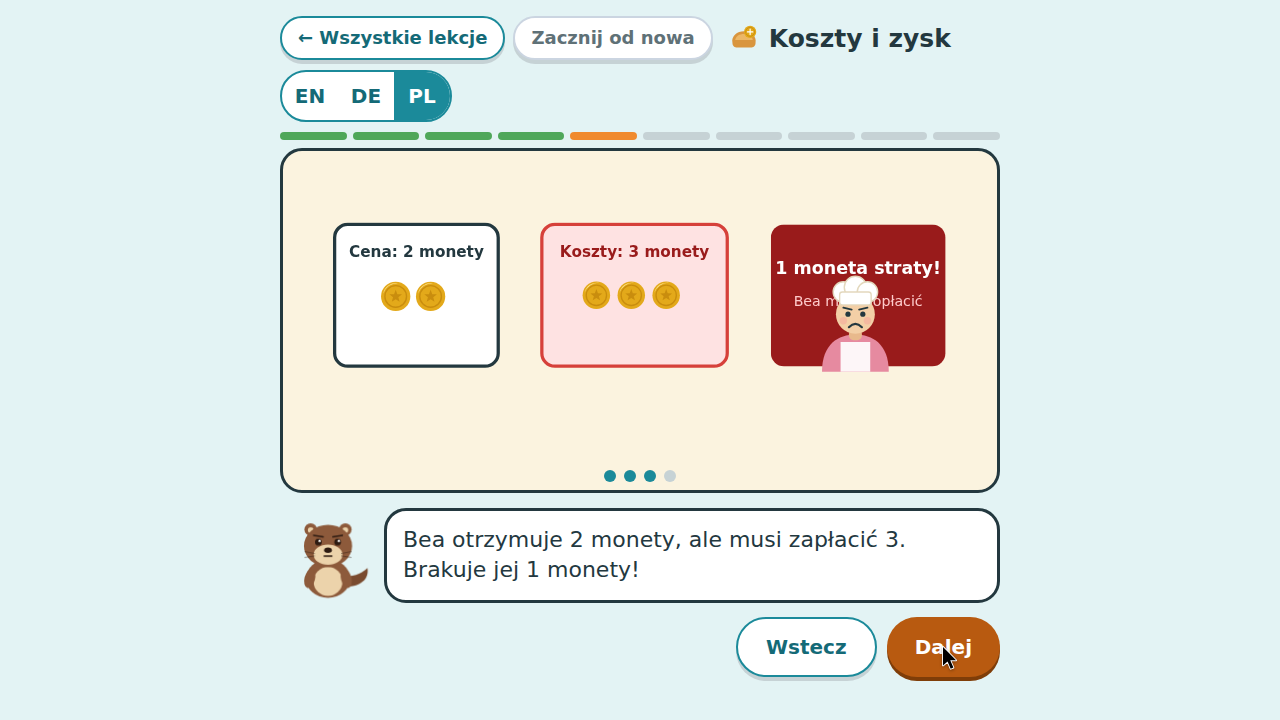 ← Wszystkie lekcje
Zacznij od nowa
Koszty i zysk
EN DE PL
Cena: 2 monety
Koszty: 3 monety
1 moneta straty!
Bea
Bea otrzymuje 2 monety, ale musi zapłacić 3.
Brakuje jej 1 monety!
Wstecz
Dalej